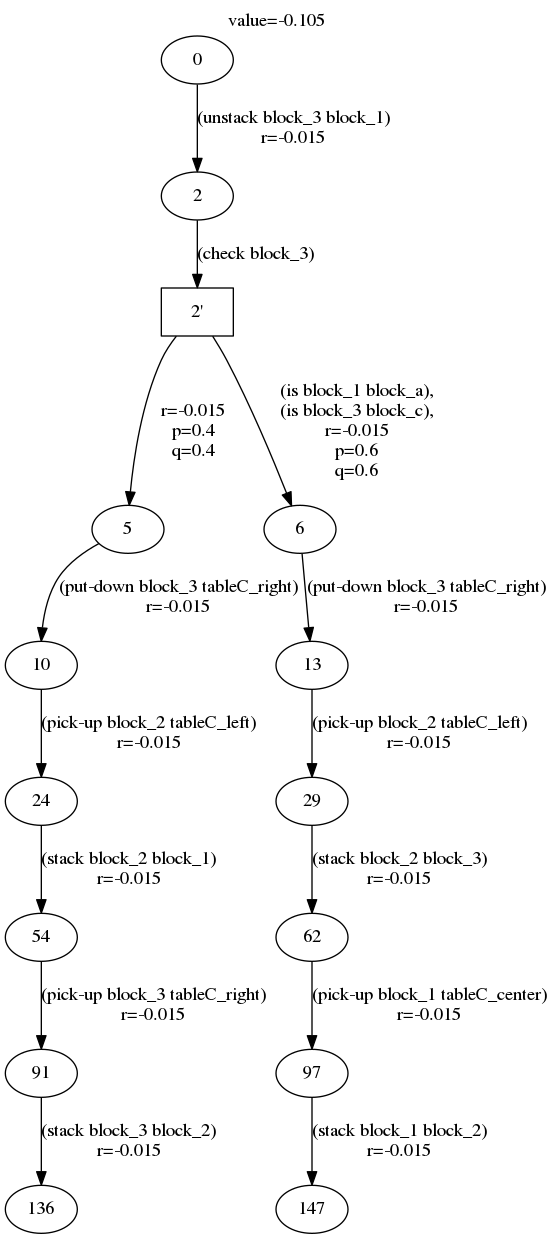 value=-0.105
0
(unstack block_3 block_1)
r=-0.015
2
(check block_3)
2'
r=-0.015
p=0.4
q=0.4
(is block_1 block_a),
(is block_3 block_c),
r=-0.015
p=0.6
q=0.6
5
6
(put-down block_3 tableC_right)
r=-0.015
(put-down block_3 tableC_right)
r=-0.015
10
13
(pick-up block_2 tableC_left)
r=-0.015
(pick-up block_2 tableC_left)
r=-0.015
24
29
(stack block_2 block_1)
r=-0.015
(stack block_2 block_3)
r=-0.015
54
62
(pick-up block_3 tableC_right)
r=-0.015
(pick-up block_1 tableC_center)
r=-0.015
91
97
(stack block_3 block_2)
r=-0.015
(stack block_1 block_2)
r=-0.015
136
147